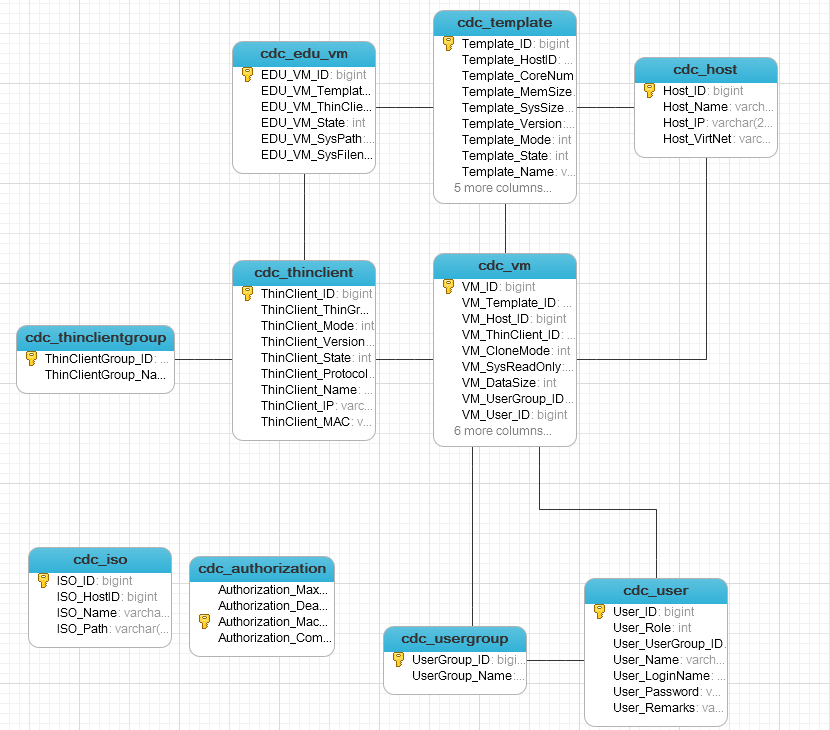 cdc_edu_vm
EDU_VM_ID: bigint
EDU_VM_Templat...
EDU_VM_ThinClie...
EDU_VM_State: int
EDU_VM_SysPath:...
EDU_VM_SysFilen...
cdc_template
Template_ID: bigint
Template_HostID: ...
Template_CoreNum
Template_MemSize
Template_SysSize...
Template_Version:...
Template_Mode: int
Template_State: int
Template_Name: v...
5 more columns...
cdc_host
Host_ID: bigint
Host_Name: varch...
Host_IP: varchar(2...
Host_VirtNet: varc...
cdc_thinclientgroup
ThinClientGroup_ID: ...
ThinClientGroup_Na...
cdc_thinclient
ThinClient_ID: bigint
ThinClient_ThinGr...
ThinClient_Mode: int
ThinClient_Version...
ThinClient_State: int
ThinClient_Protocol...
ThinClient_Name: ...
ThinClient_IP: varc...
ThinClient_MAC: v...
cdc_vm
VM_ID: bigint
VM_Template_ID: ...
VM_Host_ID: bigint
VM_ThinClient_ID: ...
VM_CloneMode: int
VM_SysReadOnly:...
VM_DataSize: int
VM_UserGroup_ID...
VM_User_ID: bigint
6 more columns...
cdc_iso
ISO_ID: bigint
ISO_HostID: bigint
ISO_Name: varcha...
ISO_Path: varchar(...
cdc_authorization
Authorization_Max...
Authorization_Dea...
Authorization_Mac...
Authorization_Com...
cdc_usergroup
UserGroup_ID: bigi...
UserGroup_Name:...
cdc_user
User_ID: bigint
User_Role: int
User_UserGroup_ID
User_Name: varch...
User_LoginName: ...
User_Password: v...
User_Remarks: va...